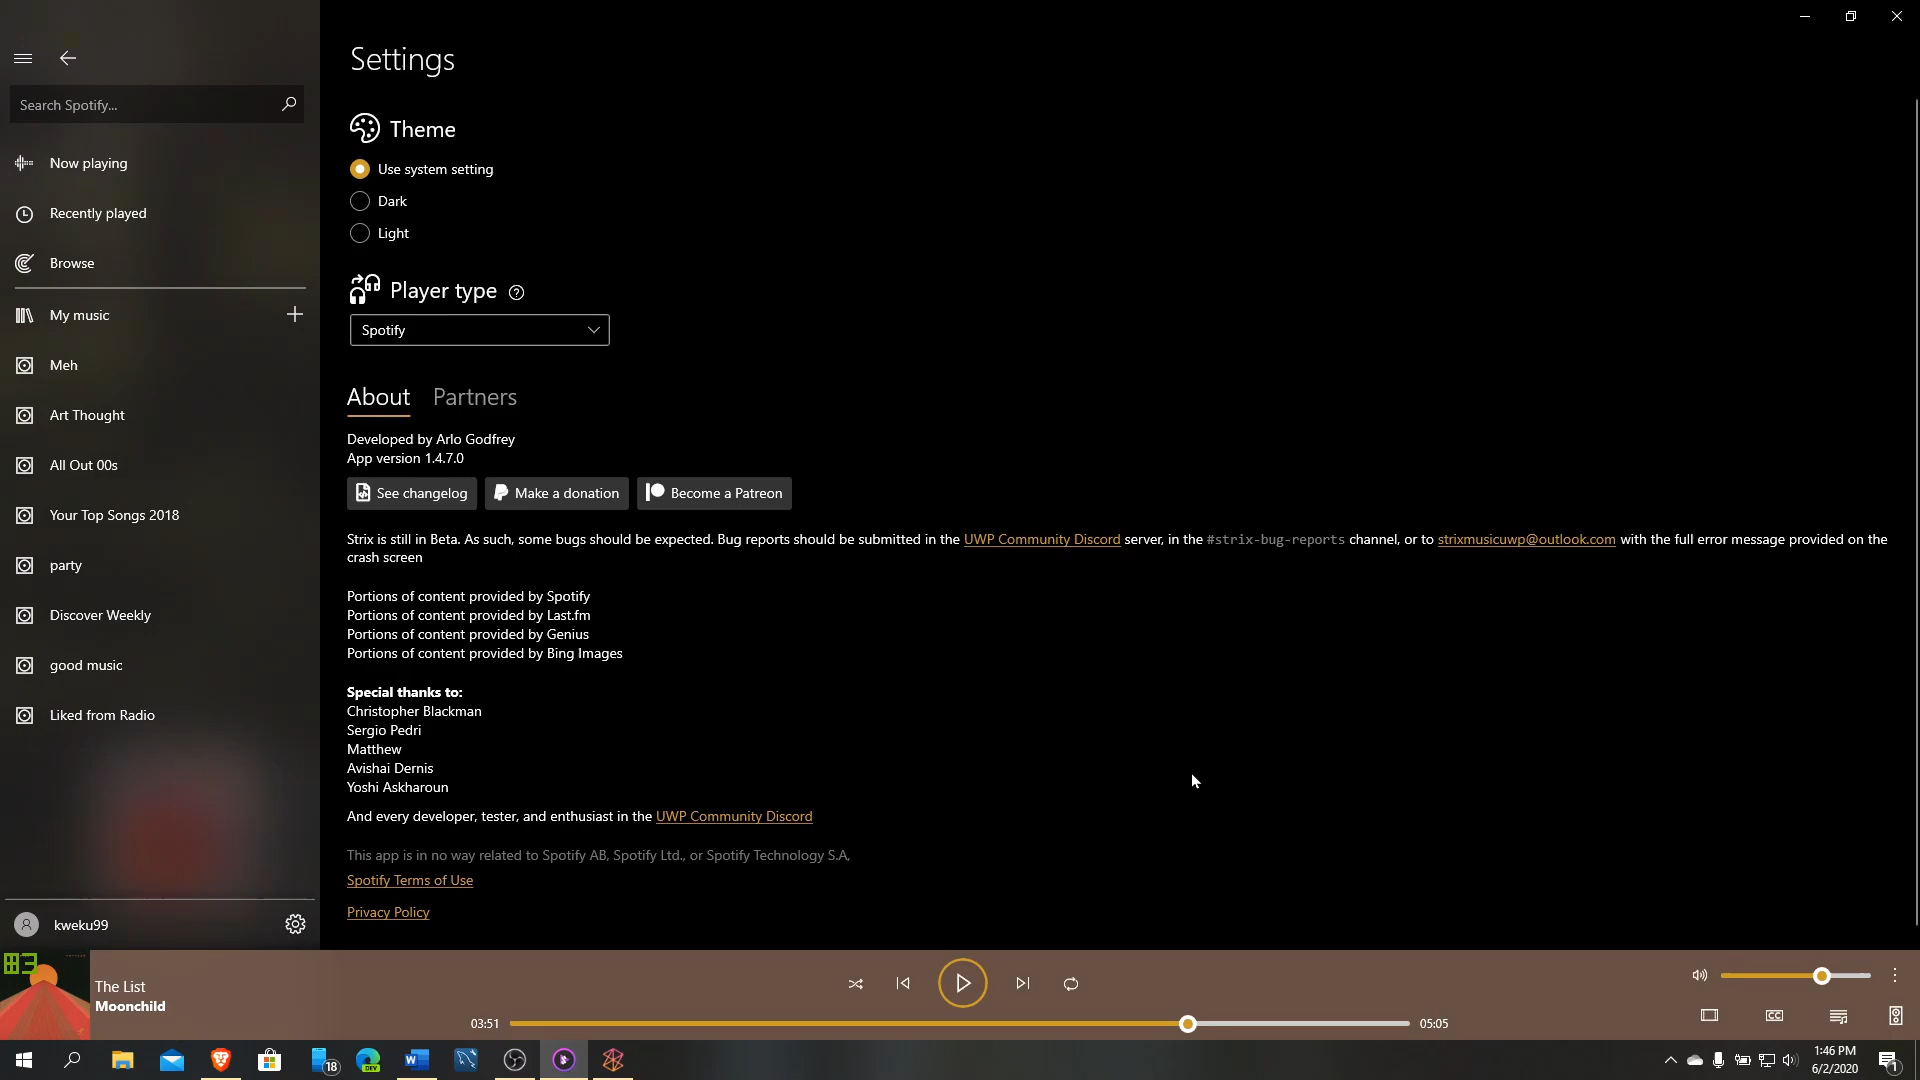 Settings
Search Spotify...
Now playing
Recently played
Browse
My music
Meh
Art Thought
All Out 00s
Your Top Songs 2018
party
Discover Weekly
good music
Liked from Radio
kweku99
Theme
Use system setting
Dark
Light
Player type
Spotify
About Partners
Developed by Arlo Godfrey
App version 1.4.7.0
See changelog Make a donation Become a Patreon
Strix is still in Beta. As such, some bugs should be expected. Bug reports should be submitted in the UWP Community Discord server, in the #strix-bug-reports channel, or to strixmusicuwp@outlook.com with the full error message provided on the
crash screen
Portions of content provided by Spotify
Portions of content provided by Last.fm
Portions of content provided by Genius
Portions of content provided by Bing Images
Special thanks to:
Christopher Blackman
Sergio Pedri
Matthew
Avishai Dernis
Yoshi Askharoun
And every developer, tester, and enthusiast in the UWP Community Discord
This app is in no way related to Spotify AB, Spotify Ltd., or Spotify Technology S.A,
Spotify Terms of Use
Privacy Policy
The List
Moonchild
03:51
05:05
CC
18
DEV
W
1:46 PM
6/2/2020
1